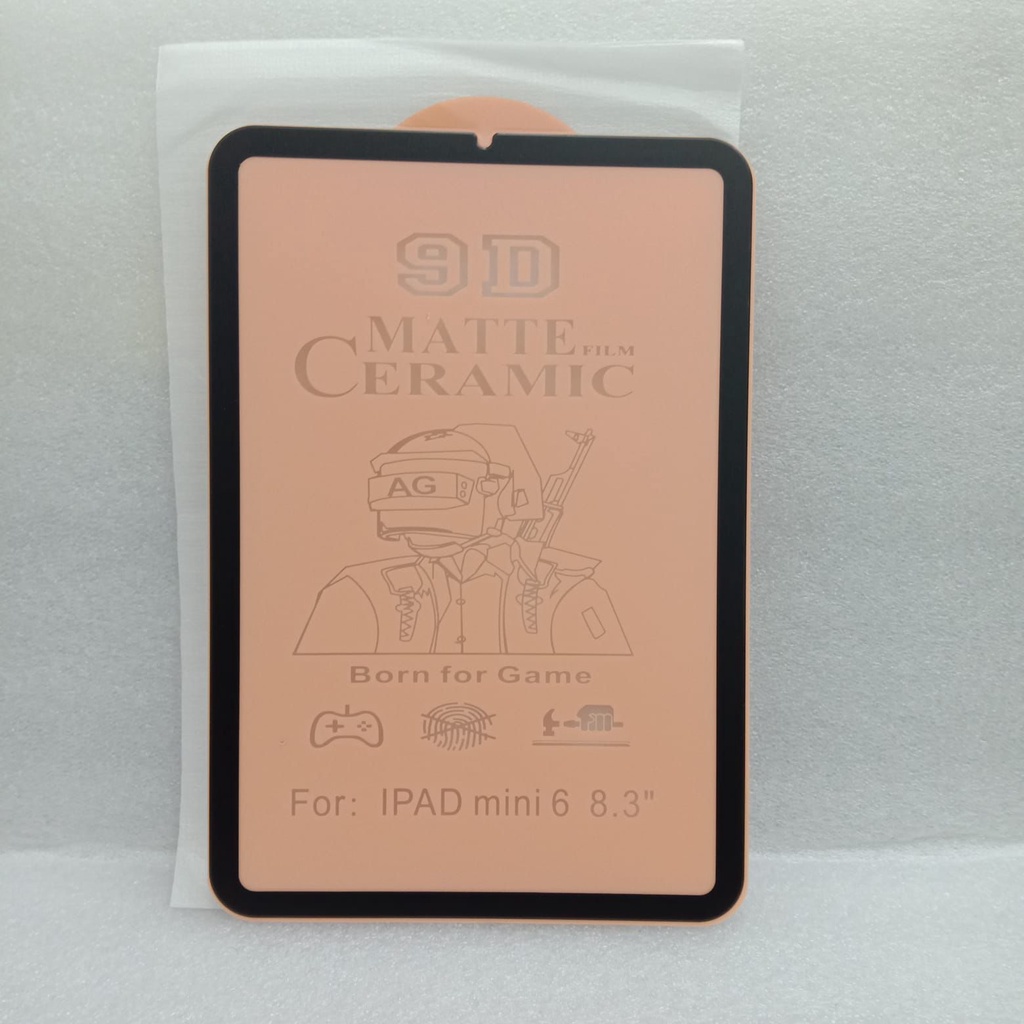 9D
MATTE FILM
CERAMIC
AG
Born for Game
For: IPAD mini 6 8.3"